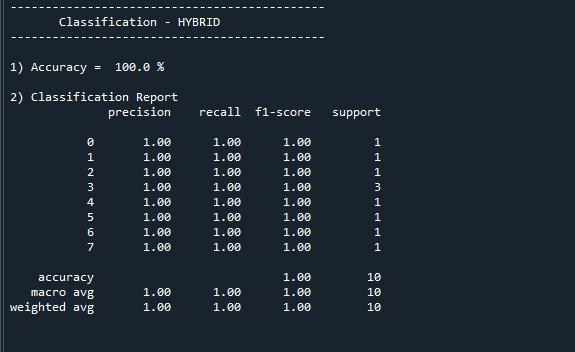 ---------------------------------------------
Classification - HYBRID
---------------------------------------------
1) Accuracy =  100.0 %
2) Classification Report
precision    recall  f1-score   support
0       1.00      1.00      1.00         1
1       1.00      1.00      1.00         1
2       1.00      1.00      1.00         1
3       1.00      1.00      1.00         3
4       1.00      1.00      1.00         1
5       1.00      1.00      1.00         1
6       1.00      1.00      1.00         1
7       1.00      1.00      1.00         1
accuracy                           1.00        10
macro avg       1.00      1.00      1.00        10
weighted avg       1.00      1.00      1.00        10